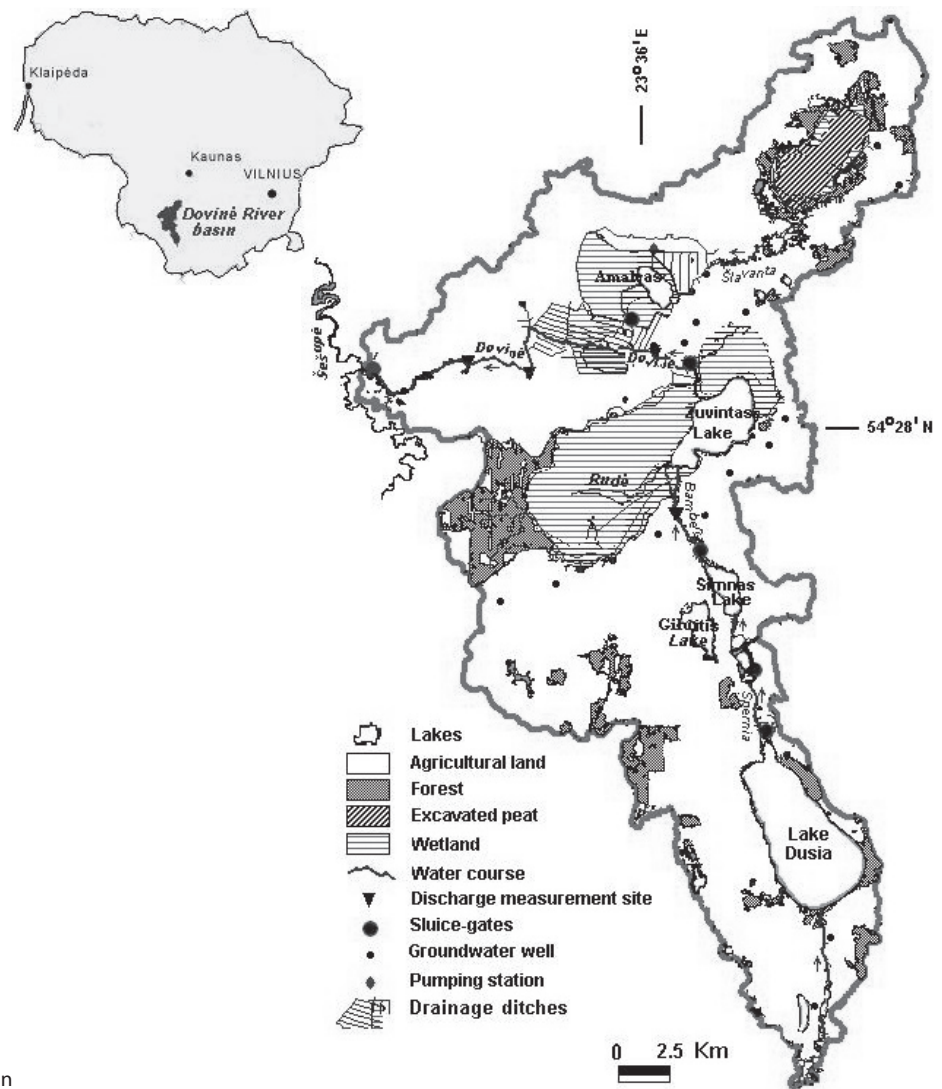 Klaipėda
Kaunas
VILNIUS
Dovinė River
basin
23°36'E
Šešupė
Amalvas
Šlavanta
Dovinė
Dovinė
Žuvintas
Lake
54°28'N
Rudė
Simnas
Lake
Giluitis
Lake
Spernia
Lake
Dusia
Lakes
Agricultural land
Forest
Excavated peat
Wetland
Water course
Discharge measurement site
Sluice-gates
Groundwater well
Pumping station
Drainage ditches
0 2.5 Km
n